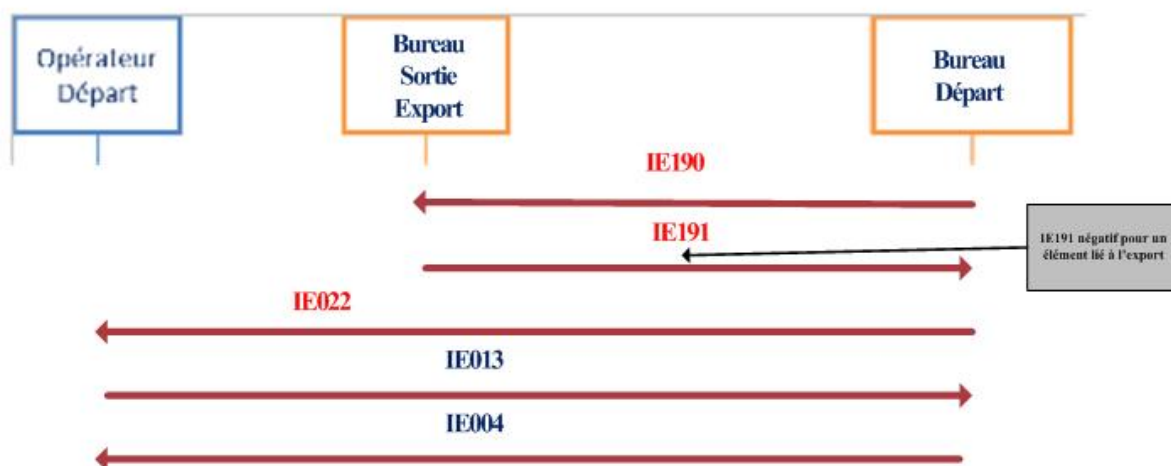 Opérateur
Départ
Bureau
Sortie
Export
Bureau
Départ
IE190
IE191
IE191 négatif pour un
élément lié à l'export
IE022
IE013
IE004